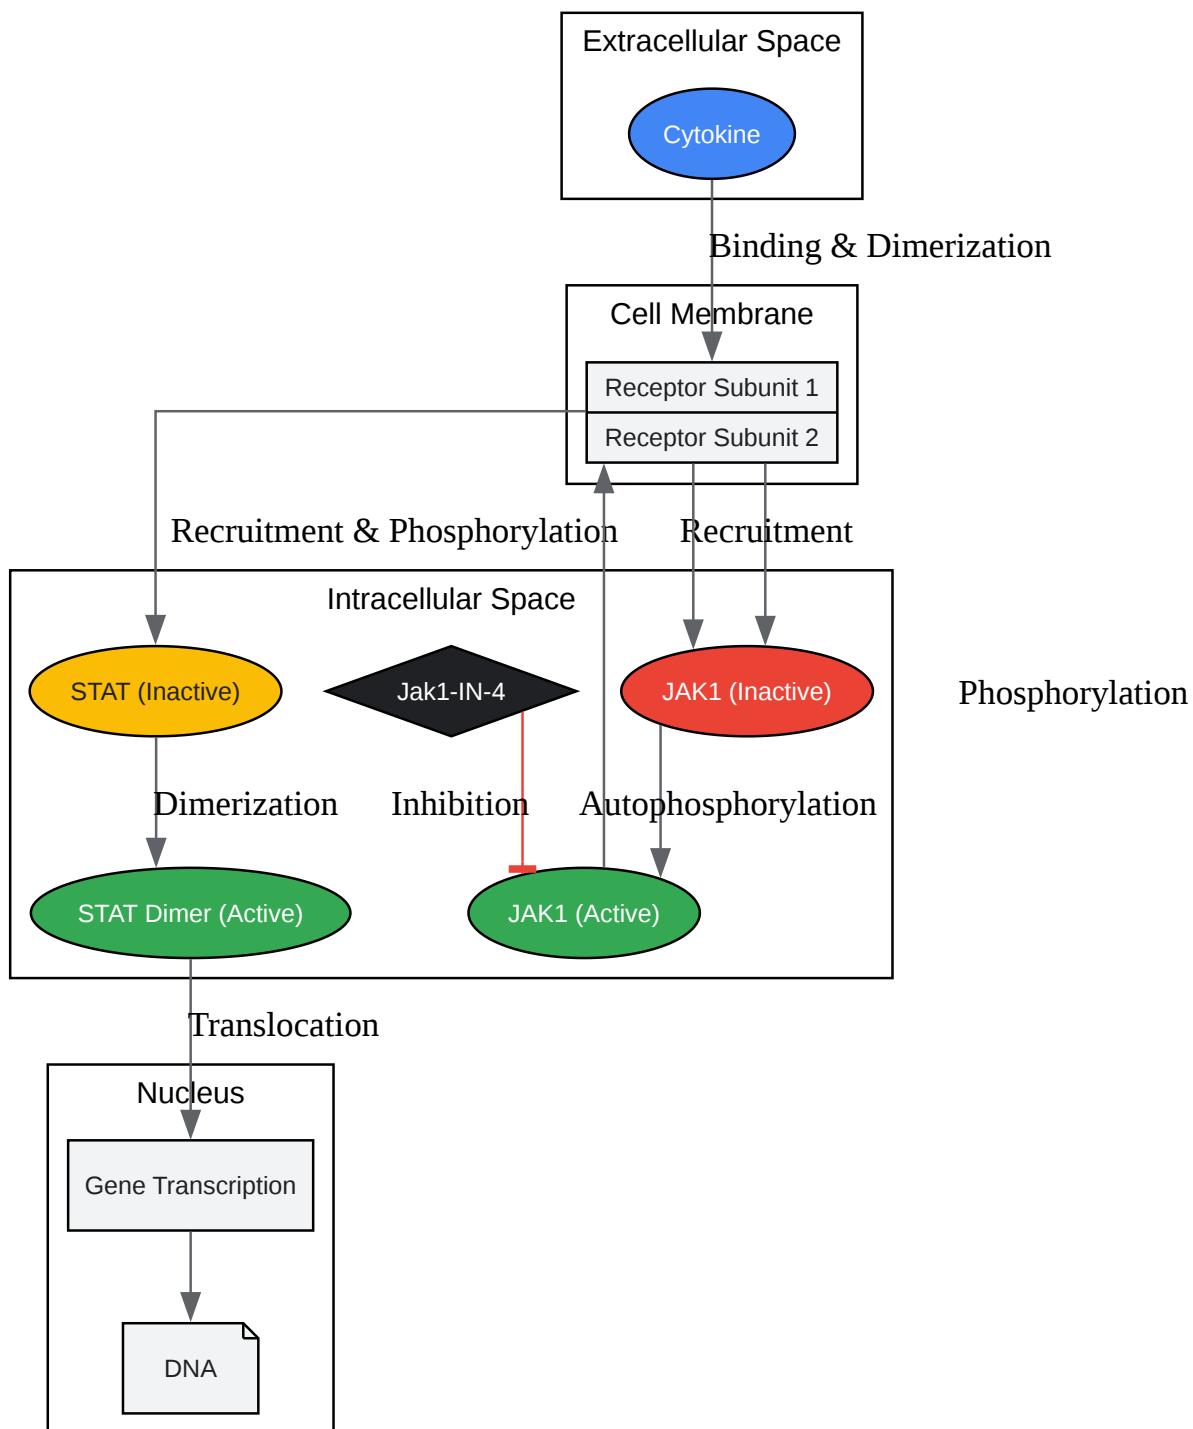 Extracellular Space
Cytokine
Binding & Dimerization
Cell Membrane
Receptor Subunit 1
Receptor Subunit 2
Recruitment & Phosphorylation
Recruitment
Intracellular Space
STAT (Inactive)
Jak1-IN-4
JAK1 (Inactive)
Phosphorylation
Dimerization
Inhibition
Autophosphorylation
STAT Dimer (Active)
JAK1 (Active)
Translocation
Nucleus
Gene Transcription
DNA